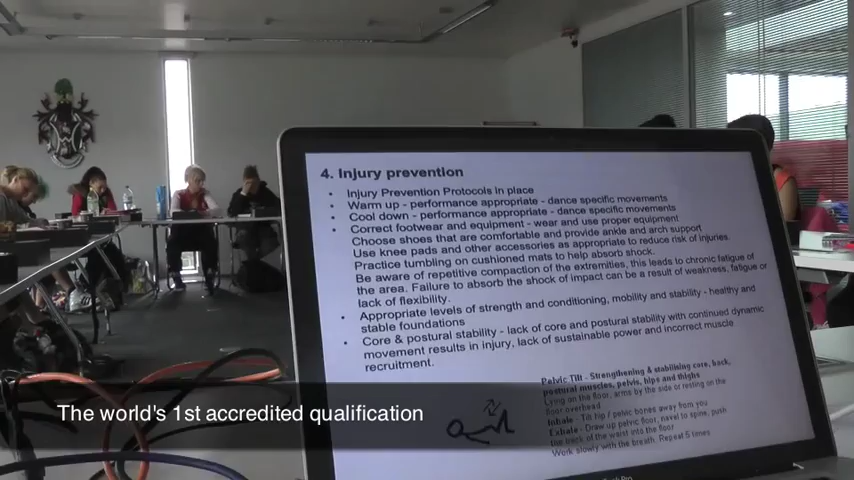 4. Injury prevention
• Injury Prevention Protocols in place
• Warm up - performance appropriate - dance specific movements
• Cool down - performance appropriate - dance specific movements
• Correct footwear and equipment - wear and use proper equipment
Choose shoes that are comfortable and provide ankle and arch support
Use knee pads and other accessories as appropriate to reduce risk of injuries.
Practice tumbling on cushioned mats to help absorb shock.
Be aware of repetitive compaction of the extremities, this leads to chronic fatigue of
the area. Failure to absorb the shock of impact can be a result of weakness, fatigue or
lack of flexibility.
• Appropriate levels of strength and conditioning, mobility and stability - healthy and
stable foundations
• Core & postural stability - lack of core and postural stability with continued dynamic
movement results in injury, lack of sustainable power and incorrect muscle
recruitment.
Pelvic Tilt - Strengthening & stabilising core, back,
postural muscles, pelvis, hips and thighs
Lying on the floor, arms by the side or resting on the
floor overhead.
Inhale - Tilt hip / pelvic bones away from you
Exhale - Draw up pelvic floor, navel to spine, push
the back of the waist into the floor
Work slowly with the breath. Repeat 5 times
The world's 1st accredited qualification